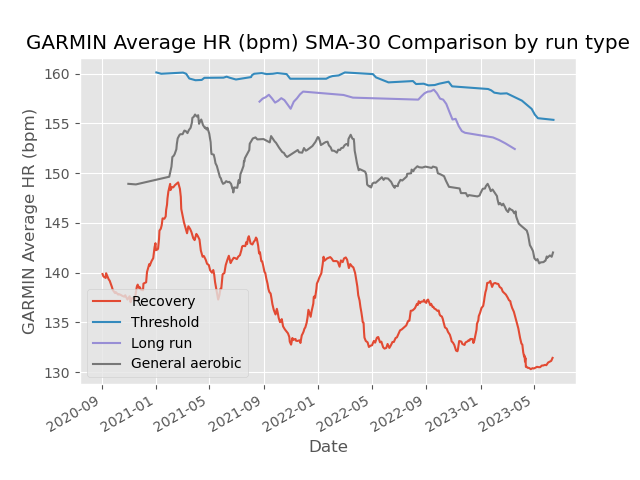 GARMIN Average HR (bpm) SMA-30 Comparison by run type
GARMIN Average HR (bpm)
160
155
150
145
140
135
130
Recovery
Threshold
Long run
General aerobic
2020-09
2021-01
2021-05
2021-09
2022-01
2022-05
2022-09
2023-01
2023-05
Date